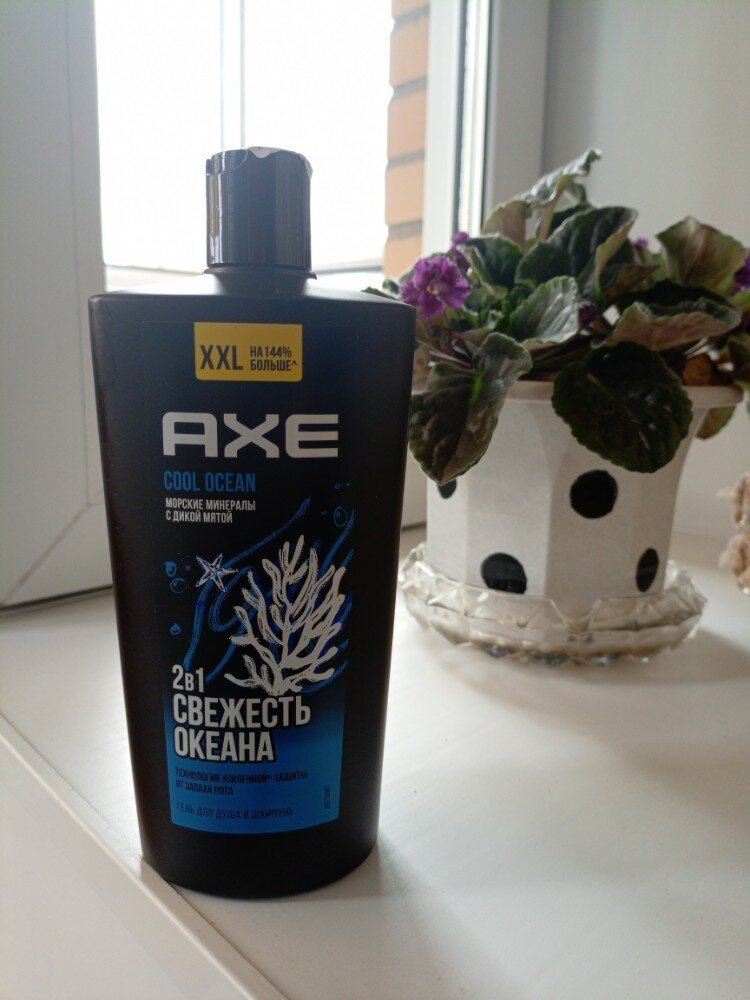 XXL НА 144%
БОЛЬШЕ^
AXE
COOL OCEAN
МОРСКИЕ МИНЕРАЛЫ
С ДИКОЙ МЯТОЙ
2В1
СВЕЖЕСТЬ
ОКЕАНА
ТЕХНОЛОГИЯ УСИЛЕННОЙ* ЗАЩИТЫ
ОТ ЗАПАХА ПОТА
ГЕЛЬ ДЛЯ ДУША И ШАМПУНЬ